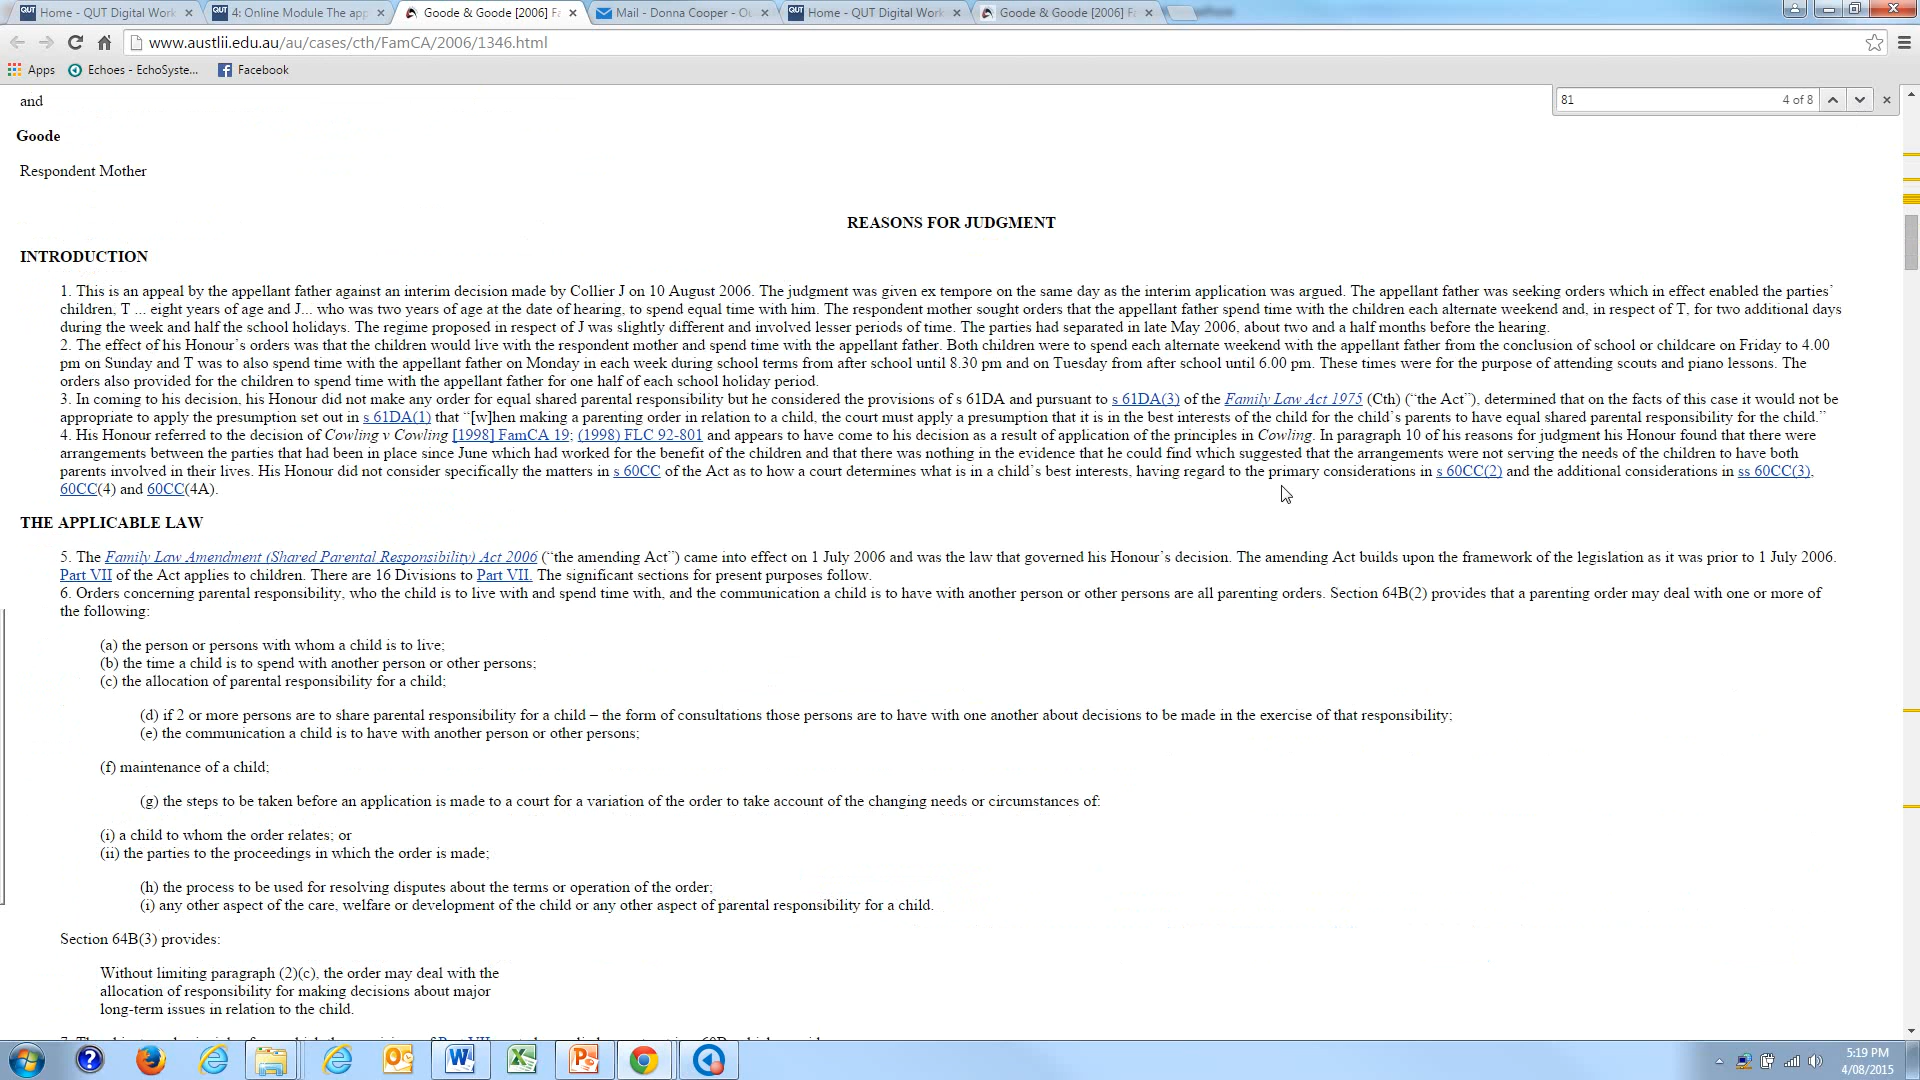 Home - QUT Digital Work
4: Online Module The app
Goode & Goode [2006] Fa
Mail - Donna Cooper - Ou
Home - QUT Digital Work
Goode & Goode [2006] Fa
www.austlii.edu.au/au/cases/cth/FamCA/2006/1346.html
Apps
Echoes - EchoSyste...
Facebook
81
4 of 8
and
Goode
Respondent Mother
REASONS FOR JUDGMENT
INTRODUCTION
1. This is an appeal by the appellant father against an interim decision made by Collier J on 10 August 2006. The judgment was given ex tempore on the same day as the interim application was argued. The appellant father was seeking orders which in effect enabled the parties’
children, T ... eight years of age and J... who was two years of age at the date of hearing, to spend equal time with him. The respondent mother sought orders that the appellant father spend time with the children each alternate weekend and, in respect of T, for two additional days
during the week and half the school holidays. The regime proposed in respect of J was slightly different and involved lesser periods of time. The parties had separated in late May 2006, about two and a half months before the hearing.
2. The effect of his Honour’s orders was that the children would live with the respondent mother and spend time with the appellant father. Both children were to spend each alternate weekend with the appellant father from the conclusion of school or childcare on Friday to 4.00
pm on Sunday and T was to also spend time with the appellant father on Monday in each week during school terms from after school until 8.30 pm and on Tuesday from after school until 6.00 pm. These times were for the purpose of attending scouts and piano lessons. The
orders also provided for the children to spend time with the appellant father for one half of each school holiday period.
3. In coming to his decision, his Honour did not make any order for equal shared parental responsibility but he considered the provisions of s 61DA and pursuant to s 61DA(3) of the Family Law Act 1975 (Cth) (“the Act”), determined that on the facts of this case it would not be
appropriate to apply the presumption set out in s 61DA(1) that “[w]hen making a parenting order in relation to a child, the court must apply a presumption that it is in the best interests of the child for the child’s parents to have equal shared parental responsibility for the child.”
4. His Honour referred to the decision of Cowling v Cowling [1998] FamCA 19; (1998) FLC 92-801 and appears to have come to his decision as a result of application of the principles in Cowling. In paragraph 10 of his reasons for judgment his Honour found that there were
arrangements between the parties that had been in place since June which had worked for the benefit of the children and that there was nothing in the evidence that he could find which suggested that the arrangements were not serving the needs of the children to have both
parents involved in their lives. His Honour did not consider specifically the matters in s 60CC of the Act as to how a court determines what is in a child’s best interests, having regard to the primary considerations in s 60CC(2) and the additional considerations in ss 60CC(3),
60CC(4) and 60CC(4A).
THE APPLICABLE LAW
5. The Family Law Amendment (Shared Parental Responsibility) Act 2006 (“the amending Act”) came into effect on 1 July 2006 and was the law that governed his Honour’s decision. The amending Act builds upon the framework of the legislation as it was prior to 1 July 2006.
Part VII of the Act applies to children. There are 16 Divisions to Part VII. The significant sections for present purposes follow.
6. Orders concerning parental responsibility, who the child is to live with and spend time with, and the communication a child is to have with another person or other persons are all parenting orders. Section 64B(2) provides that a parenting order may deal with one or more of
the following:
(a) the person or persons with whom a child is to live;
(b) the time a child is to spend with another person or other persons;
(c) the allocation of parental responsibility for a child;
(d) if 2 or more persons are to share parental responsibility for a child – the form of consultations those persons are to have with one another about decisions to be made in the exercise of that responsibility;
(e) the communication a child is to have with another person or other persons;
(f) maintenance of a child;
(g) the steps to be taken before an application is made to a court for a variation of the order to take account of the changing needs or circumstances of:
(i) a child to whom the order relates; or
(ii) the parties to the proceedings in which the order is made;
(h) the process to be used for resolving disputes about the terms or operation of the order;
(i) any other aspect of the care, welfare or development of the child or any other aspect of parental responsibility for a child.
Section 64B(3) provides:
Without limiting paragraph (2)(c), the order may deal with the
allocation of responsibility for making decisions about major
long-term issues in relation to the child.
5:19 PM
4/08/2015